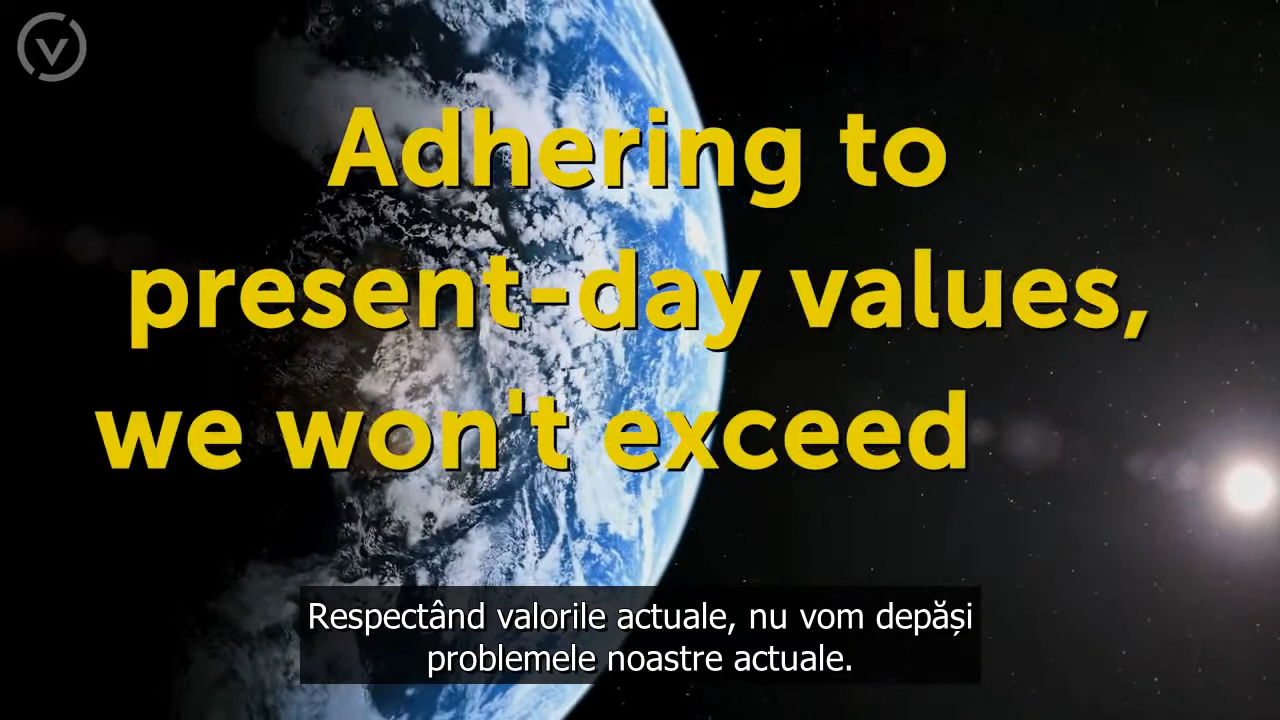 V
Adhering to
present-day values,
we won't exceed
Respectând valorile actuale, nu vom depăși
problemele noastre actuale.